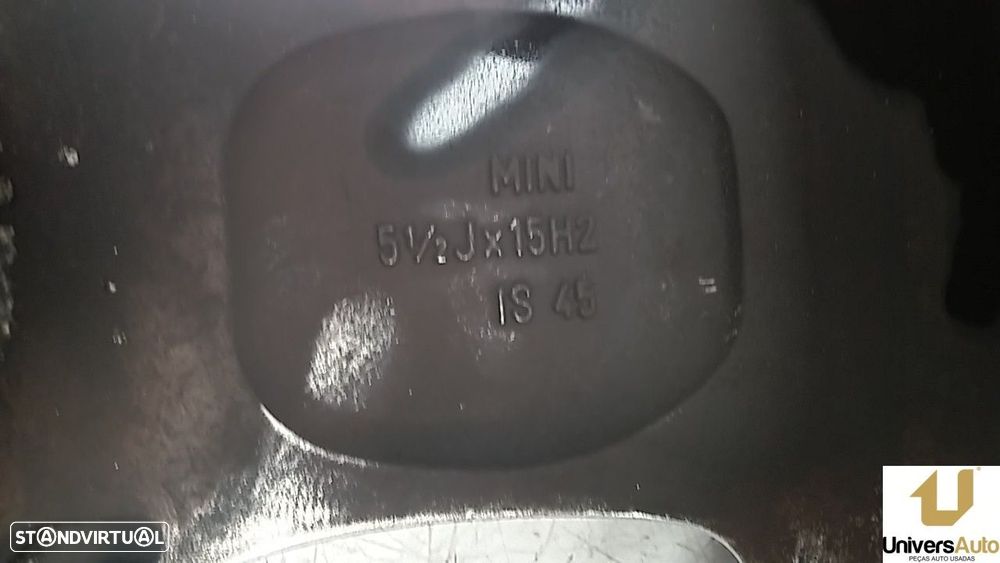 MINI
5½Jx15H2
IS 45
STANDVIRTUAL
UniversAuto
PEÇAS AUTO USADAS